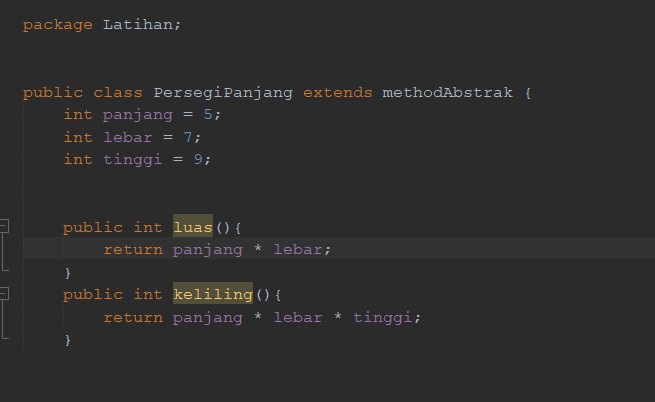 package Latihan;
public class PersegiPanjang extends methodAbstrak {
    int panjang = 5;
    int lebar = 7;
    int tinggi = 9;
    public int luas(){
        return panjang * lebar;
    }
    public int keliling(){
        return panjang * lebar * tinggi;
    }